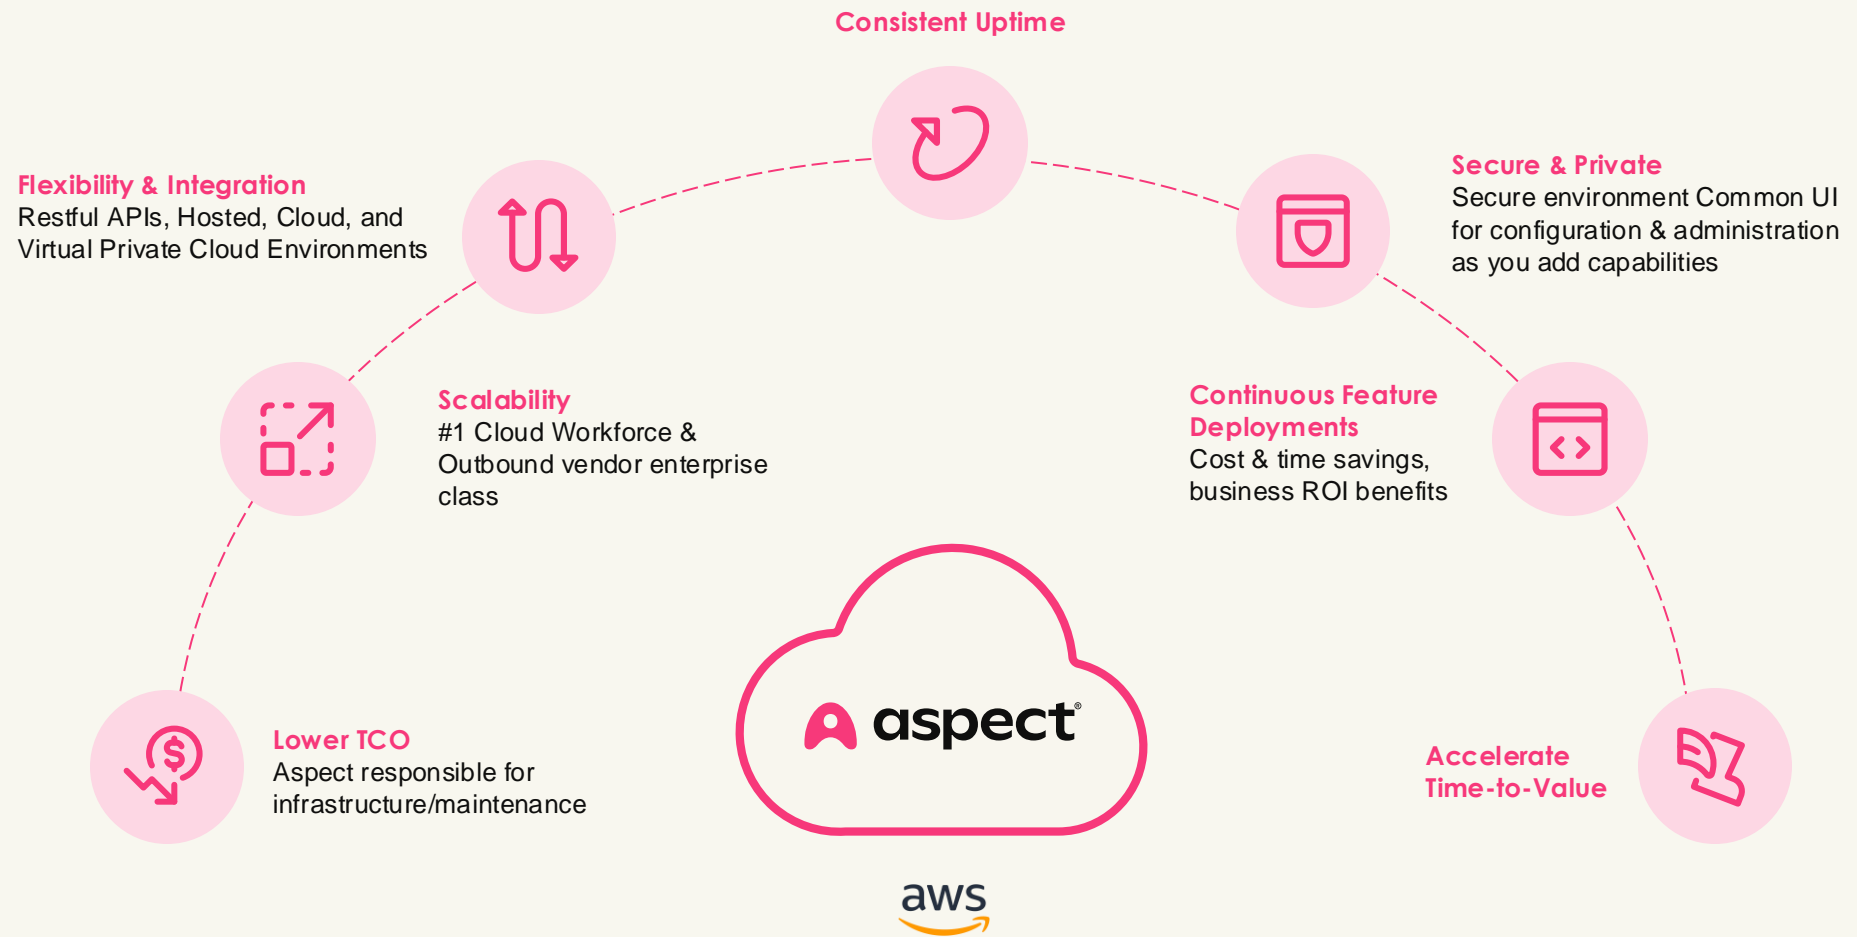 Consistent Uptime
Flexibility & Integration
Restful APIs, Hosted, Cloud, and
Virtual Private Cloud Environments
Secure & Private
Secure environment Common UI
for configuration & administration
as you add capabilities
Scalability
#1 Cloud Workforce &
Outbound vendor enterprise
class
Continuous Feature
Deployments
Cost & time savings,
business ROI benefits
$
Lower TCO
Aspect responsible for
infrastructure/maintenance
aspect®
Accelerate
Time-to-Value
aws